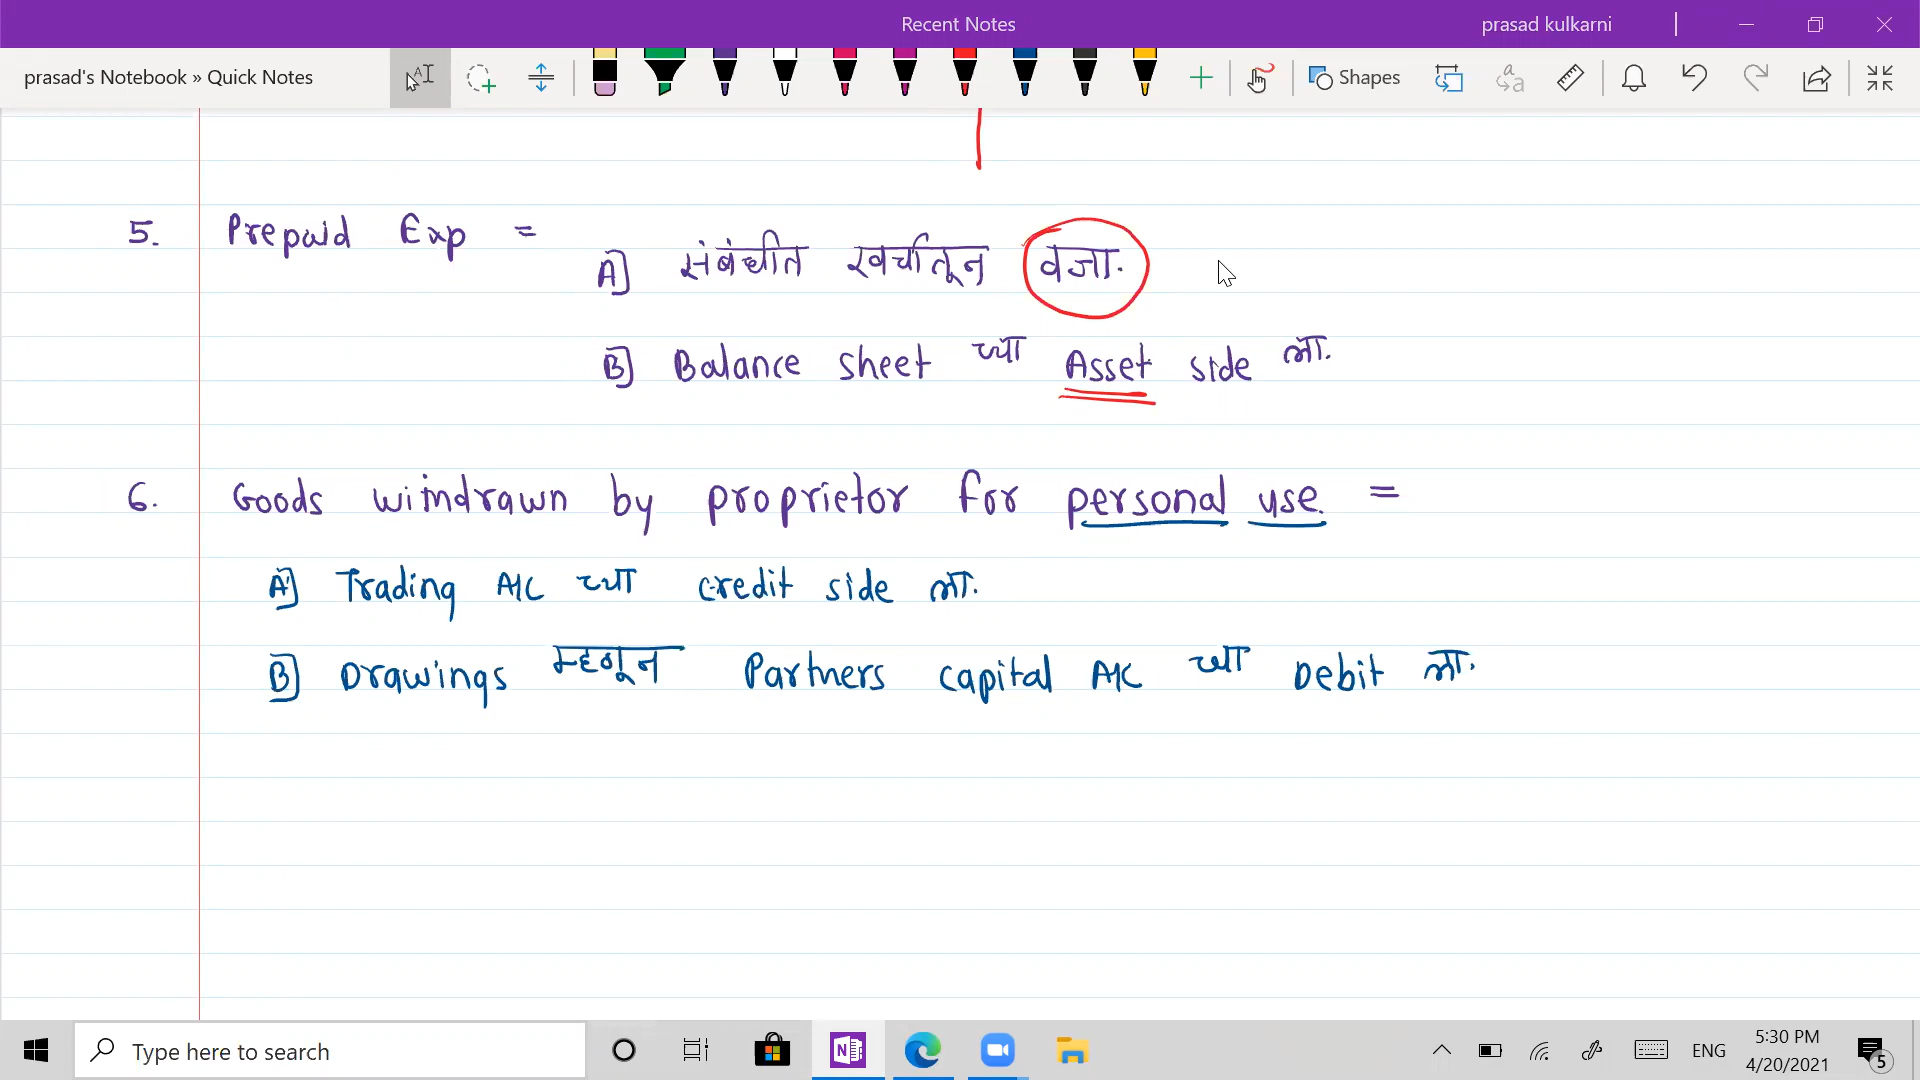 Recent Notes
prasad kulkarni
prasad's Notebook » Quick Notes
Shapes
5. Prepaid Exp =
A] संबंधीत खर्चातून वजा.
B] Balance sheet च्या Asset side ला.
6. Goods withdrawn by proprietor for personal use. =
A] Trading A/C च्या credit side ला.
B] Drawings म्हणून Partners capital A/C च्या Debit ला.
Type here to search
ENG
5:30 PM
4/20/2021
5